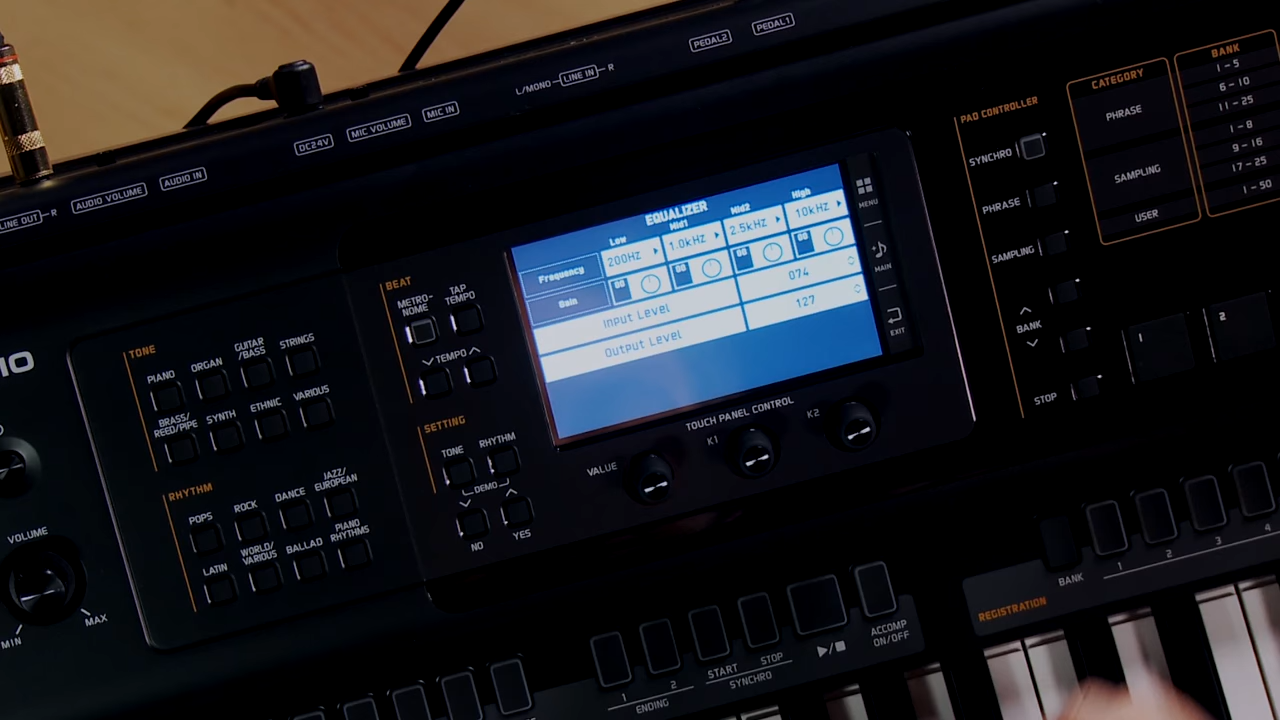 PEDAL2
PEDAL1
L/MONO
LINE IN
R
DC24V
MIC VOLUME
MIC IN
LINE OUT
R
AUDIO VOLUME
AUDIO IN
IO
VOLUME
MIN
MAX
TONE
PIANO
ORGAN
GUITAR
/BASS
STRINGS
BRASS/
REED/PIPE
SYNTH
ETHNIC
VARIOUS
RHYTHM
POPS
ROCK
DANCE
JAZZ/
EUROPEAN
LATIN
WORLD/
VARIOUS
BALLAD
PIANO
RHYTHMS
BEAT
METRO-
NOME
TAP
TEMPO
TEMPO
SETTING
TONE
RHYTHM
DEMO
NO
YES
EQUALIZER
Low
Mid1
Mid2
High
Frequency
200Hz
1.0kHz
2.5kHz
10kHz
Gain
00
00
00
00
Input Level
074
Output Level
127
MENU
MAIN
EXIT
TOUCH PANEL CONTROL
VALUE
K1
K2
PAD CONTROLLER
SYNCHRO
PHRASE
SAMPLING
BANK
STOP
CATEGORY
PHRASE
SAMPLING
USER
BANK
1 - 5
6 - 10
11 - 25
1 - 8
9 - 16
17 - 25
1 - 50
1
2
1
2
ENDING
START
STOP
SYNCHRO
▶/■
ACCOMP
ON/OFF
REGISTRATION
BANK
1
2
3
4